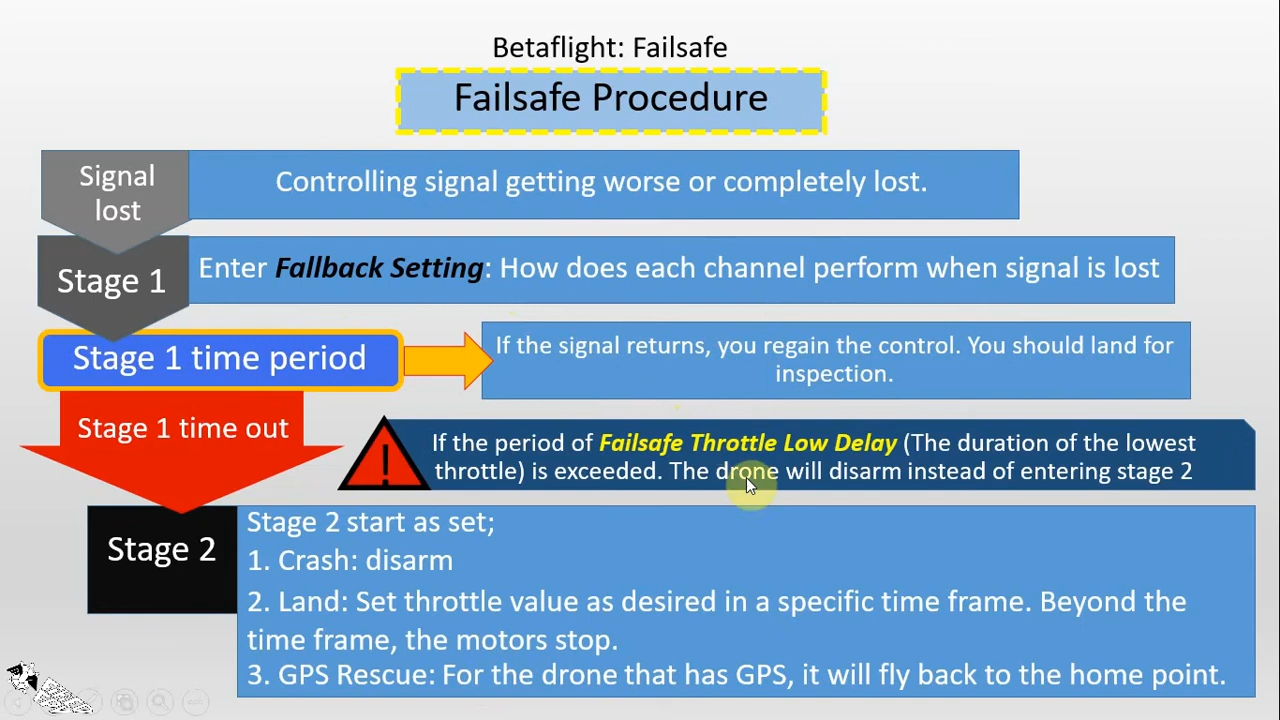 Betaflight: Failsafe
Failsafe Procedure
Signal
lost
Controlling signal getting worse or completely lost.
Stage 1
Enter Fallback Setting: How does each channel perform when signal is lost
Stage 1 time period
If the signal returns, you regain the control. You should land for
inspection.
Stage 1 time out
If the period of Failsafe Throttle Low Delay (The duration of the lowest
throttle) is exceeded. The drone will disarm instead of entering stage 2
Stage 2
Stage 2 start as set;
1. Crash: disarm
2. Land: Set throttle value as desired in a specific time frame. Beyond the
time frame, the motors stop.
3. GPS Rescue: For the drone that has GPS, it will fly back to the home point.